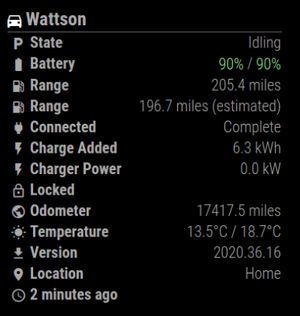 Wattson
State Idling
Battery 90% / 90%
Range 205.4 miles
Range 196.7 miles (estimated)
Connected Complete
Charge Added 6.3 kWh
Charger Power 0.0 kW
Locked
Odometer 17417.5 miles
Temperature 13.5°C / 18.7°C
Version 2020.36.16
Location Home
2 minutes ago